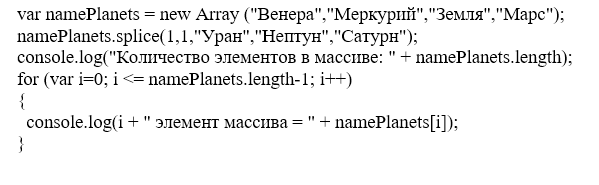 var namePlanets = new Array ("Венера","Меркурий","Земля","Марс");
namePlanets.splice(1,1,"Уран","Нептун","Сатурн");
console.log("Количество элементов в массиве: " + namePlanets.length);
for (var i=0; i <= namePlanets.length-1; i++)
{
  console.log(i + " элемент массива = " + namePlanets[i]);
}